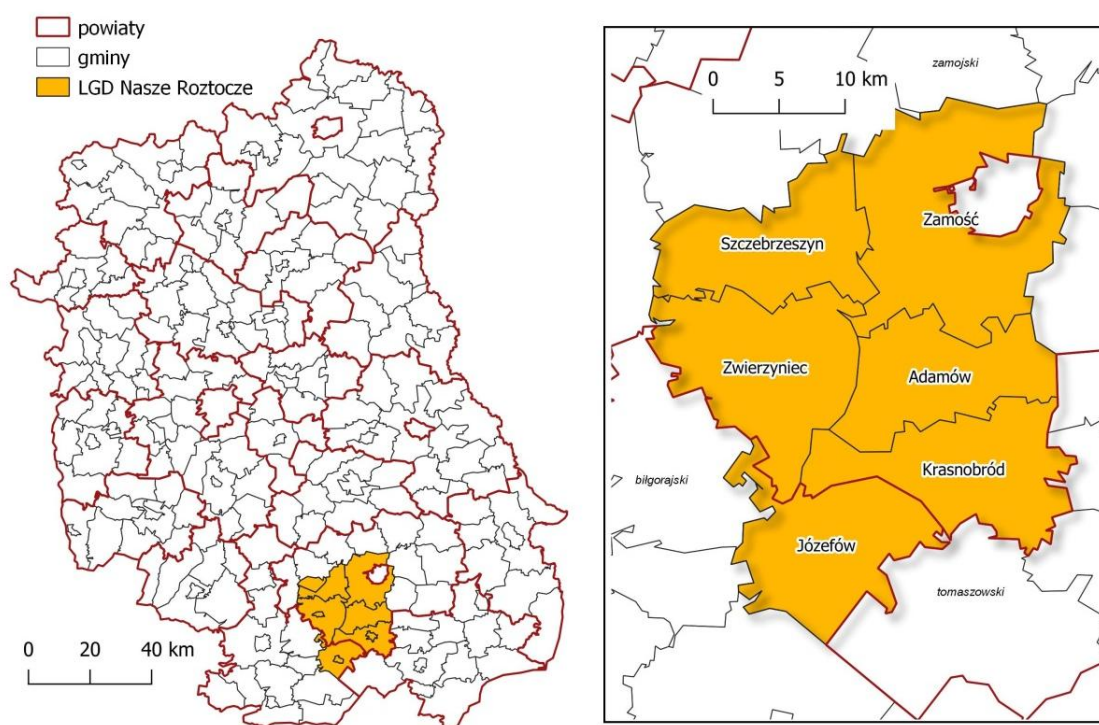 powiaty
gminy
LGD Nasze Roztocze
0 20 40 km
0 5 10 km
zamojski
Zamość
Szczebrzeszyn
Zwierzyniec
Adamów
Krasnobród
biłgorajski
Józefów
tomaszowski